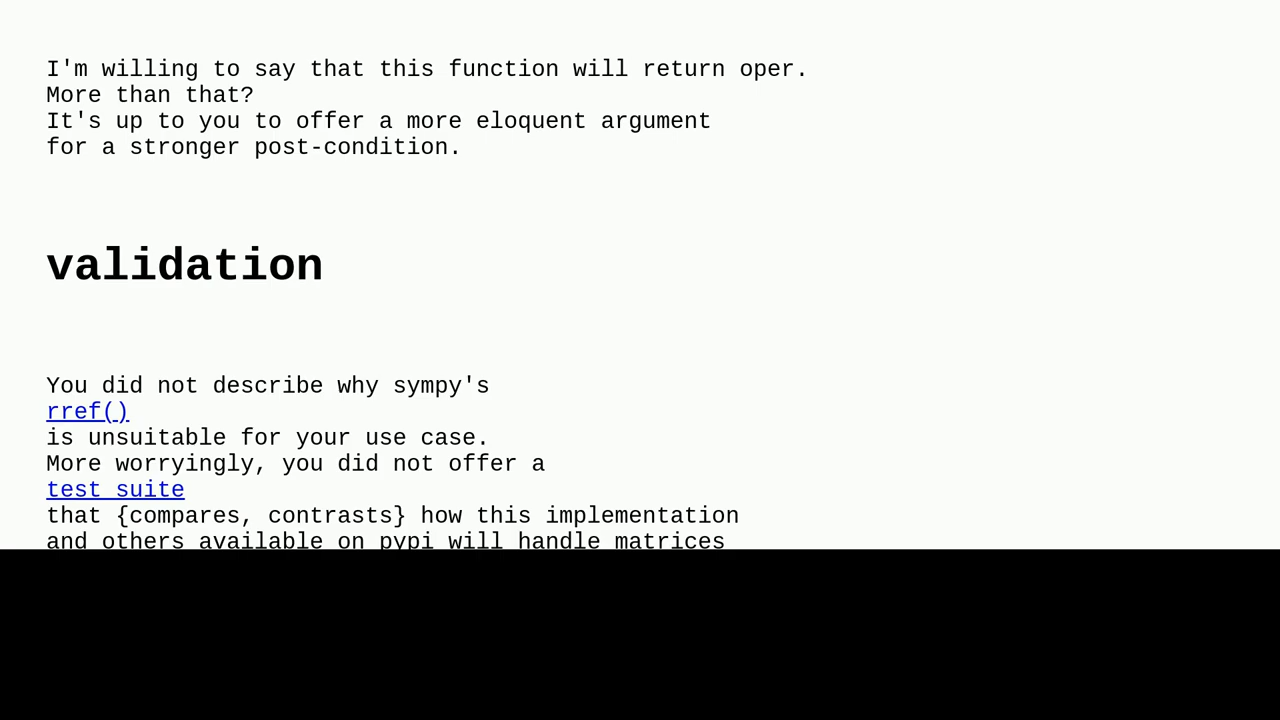 I'm willing to say that this function will return oper.
More than that?
It's up to you to offer a more eloquent argument
for a stronger post-condition.
validation
You did not describe why sympy's
rref()
is unsuitable for your use case.
More worryingly, you did not offer a
test suite
that {compares, contrasts} how this implementation
and others available on pypi will handle matrices